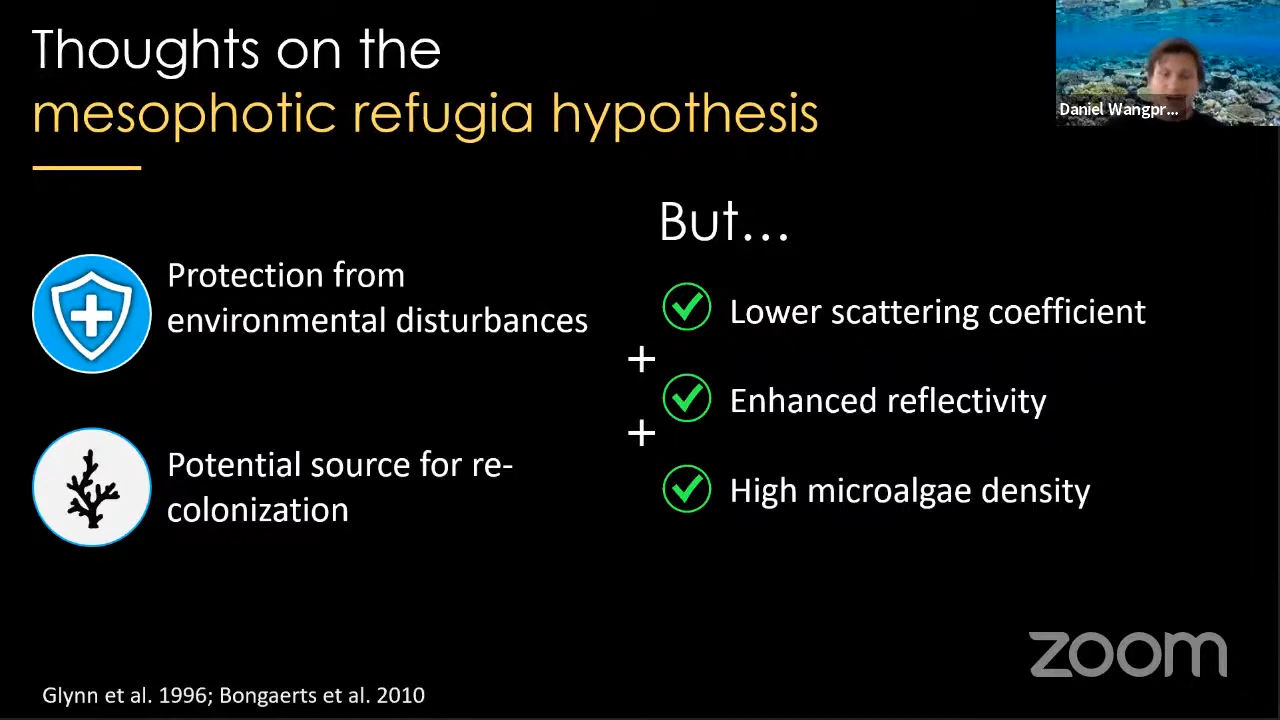 Thoughts on the
mesophotic refugia hypothesis
Daniel Wangpr...
Protection from
environmental disturbances
Potential source for re-
colonization
But...
Lower scattering coefficient
+
Enhanced reflectivity
+
High microalgae density
zoom
Glynn et al. 1996; Bongaerts et al. 2010